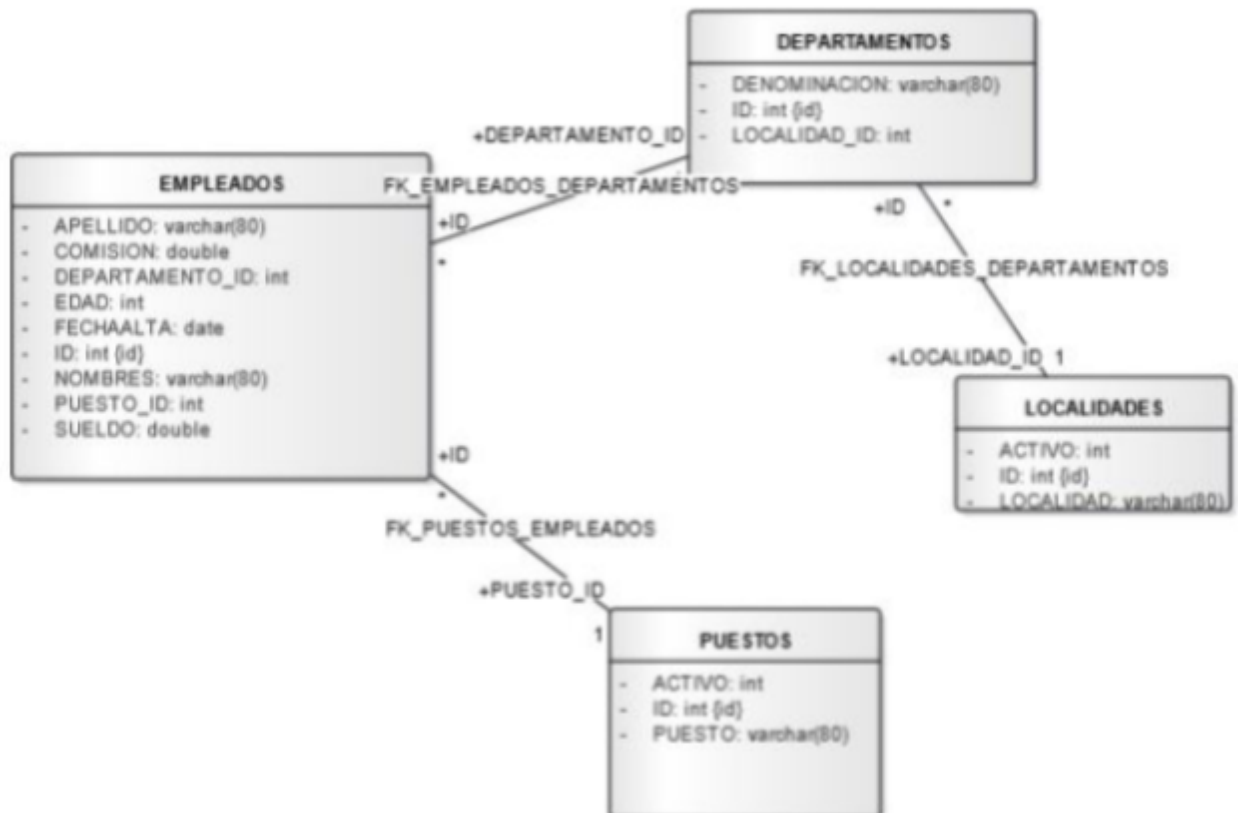 DEPARTAMENTOS
- DENOMINACION: varchar(80)
- ID: int {id}
- LOCALIDAD_ID: int
+DEPARTAMENTO_ID
FK_EMPLEADOS_DEPARTAMENTOS
+ID
*
EMPLEADOS
- APELLIDO: varchar(80)
- COMISION: double
- DEPARTAMENTO_ID: int
- EDAD: int
- FECHAALTA: date
- ID: int {id}
- NOMBRES: varchar(80)
- PUESTO_ID: int
- SUELDO: double
+ID *
FK_LOCALIDADES_DEPARTAMENTOS
+LOCALIDAD_ID 1
LOCALIDADES
- ACTIVO: int
- ID: int {id}
- LOCALIDAD: varchar(80)
+ID
*
FK_PUESTOS_EMPLEADOS
+PUESTO_ID
1
PUESTOS
- ACTIVO: int
- ID: int {id}
- PUESTO: varchar(80)